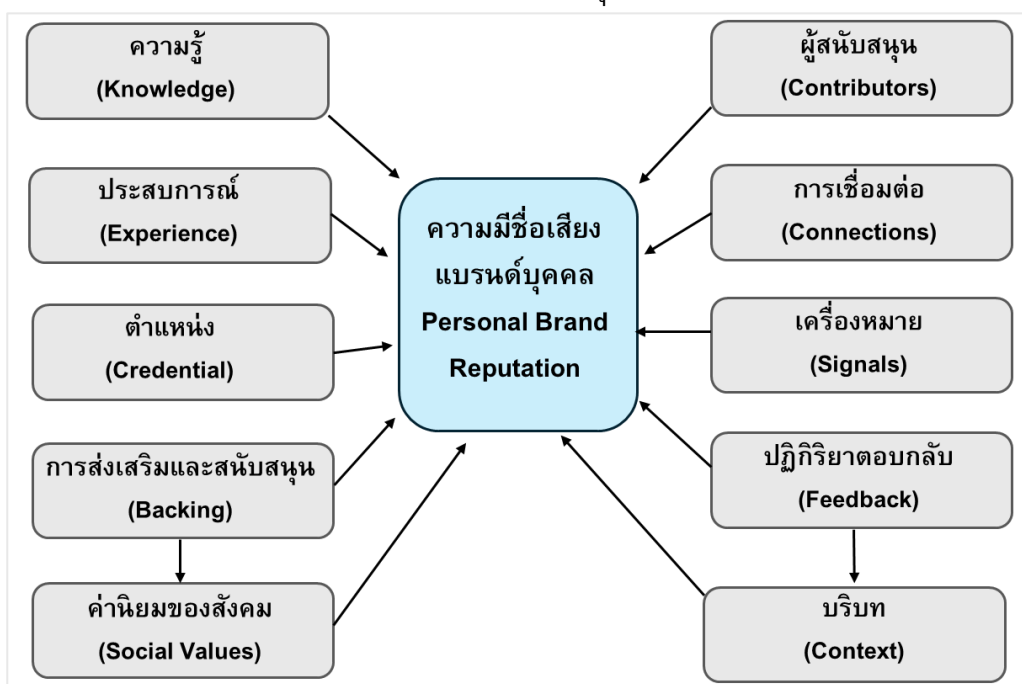 ความรู้
(Knowledge)
ประสบการณ์
(Experience)
ตำแหน่ง
(Credential)
การส่งเสริมและสนับสนุน
(Backing)
ค่านิยมของสังคม
(Social Values)
ความมีชื่อเสียง
แบรนด์บุคคล
Personal Brand
Reputation
ผู้สนับสนุน
(Contributors)
การเชื่อมต่อ
(Connections)
เครื่องหมาย
(Signals)
ปฏิกิริยาตอบกลับ
(Feedback)
บริบท
(Context)